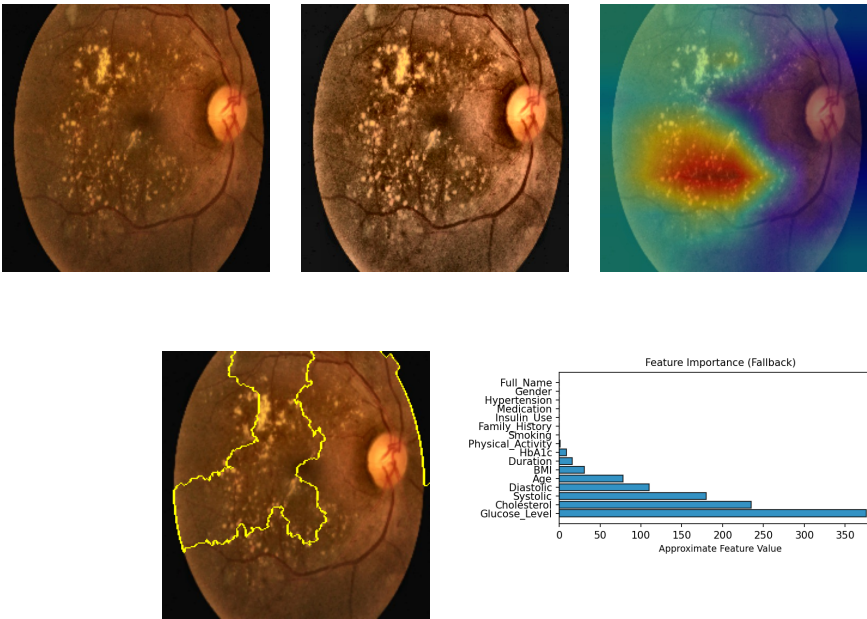 Feature Importance (Fallback)
Full_Name
Gender
Hypertension
Medication
Insulin_Use
Family_History
Smoking
Physical_Activity
HbA1c
Duration
BMI
Age
Diastolic
Systolic
Cholesterol
Glucose_Level
0 50 100 150 200 250 300 350
Approximate Feature Value